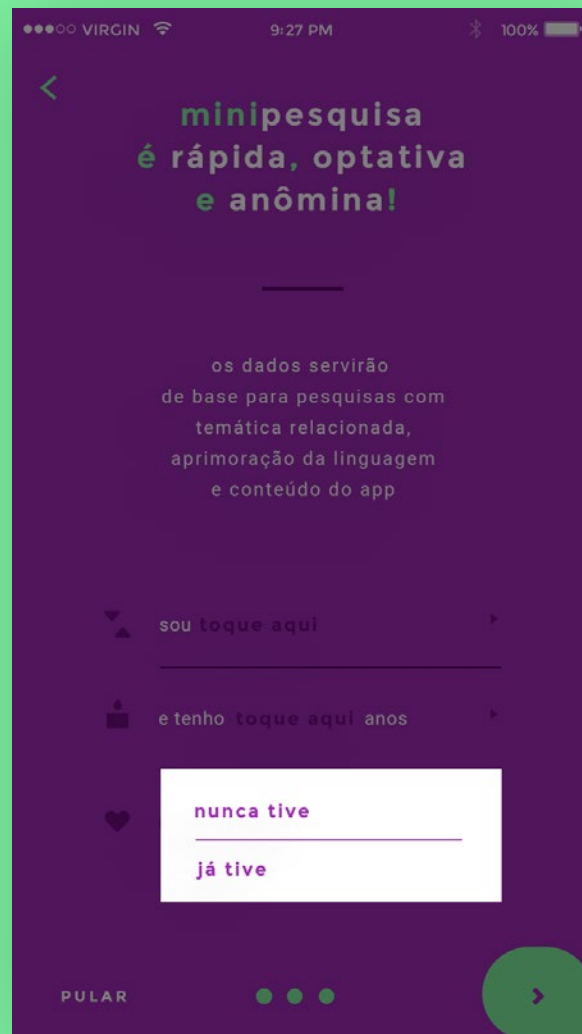 VIRGIN 9:27 PM 100%
minipesquisa
é rápida, optativa
e anômina!
os dados servirão
de base para pesquisas com
temática relacionada,
aprimoração da linguagem
e conteúdo do app
sou toque aqui
e tenho toque aqui anos
nunca tive
já tive
PULAR